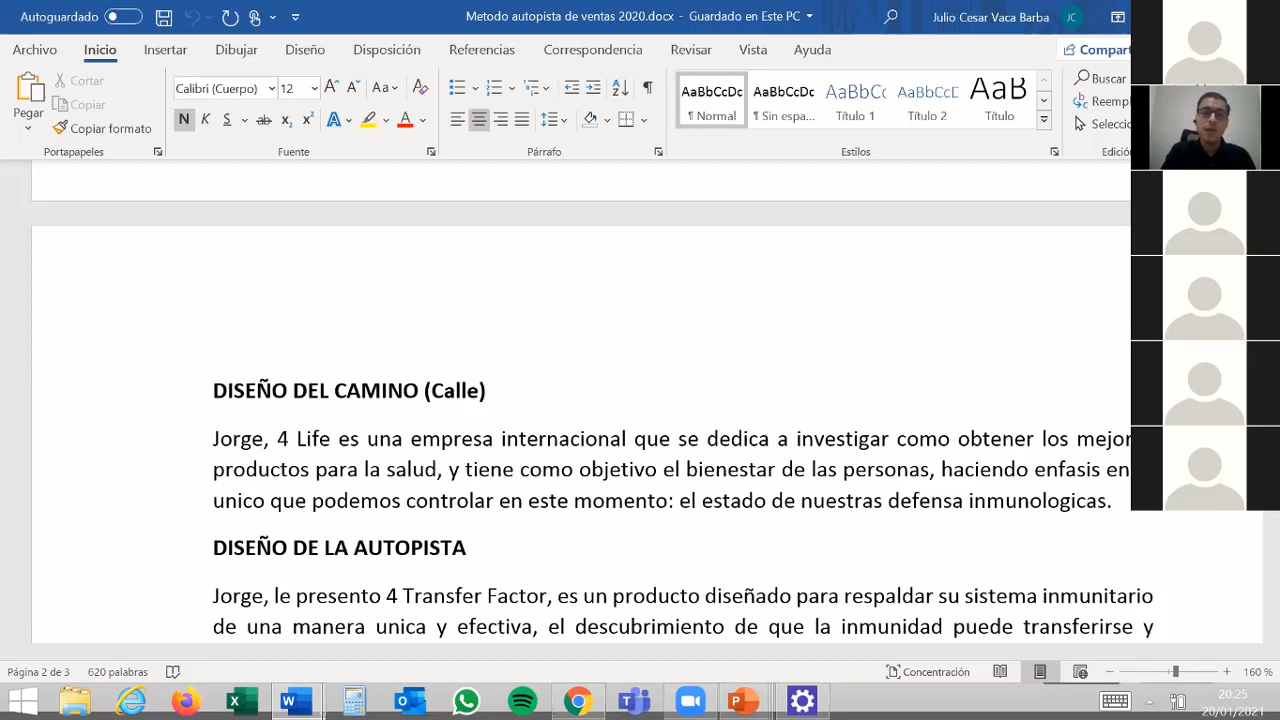 Autoguardado
Metodo autopista de ventas 2020.docx - Guardado en Este PC
Julio Cesar Vaca Barba
JC
Archivo Inicio Insertar Dibujar Diseño Disposición Referencias Correspondencia Revisar Vista Ayuda
Pegar
Cortar
Copiar
Copiar formato
Portapapeles
Calibri (Cuerpo) 12
Aa
N K S ab x₂ x²
Fuente
Párrafo
AaBbCcDc AaBbCcDc AaBbCc AaBbCcD AaB
¶ Normal ¶ Sin espa... Título 1 Título 2 Título
Estilos
Buscar
DISEÑO DEL CAMINO (Calle)
Jorge, 4 Life es una empresa internacional que se dedica a investigar como obtener los mejor
productos para la salud, y tiene como objetivo el bienestar de las personas, haciendo enfasis en
unico que podemos controlar en este momento: el estado de nuestras defensa inmunologicas.
DISEÑO DE LA AUTOPISTA
Jorge, le presento 4 Transfer Factor, es un producto diseñado para respaldar su sistema inmunitario
de una manera unica y efectiva, el descubrimiento de que la inmunidad puede transferirse y
Página 2 de 3 620 palabras
Concentración
160 %
20:25
20/01/2021